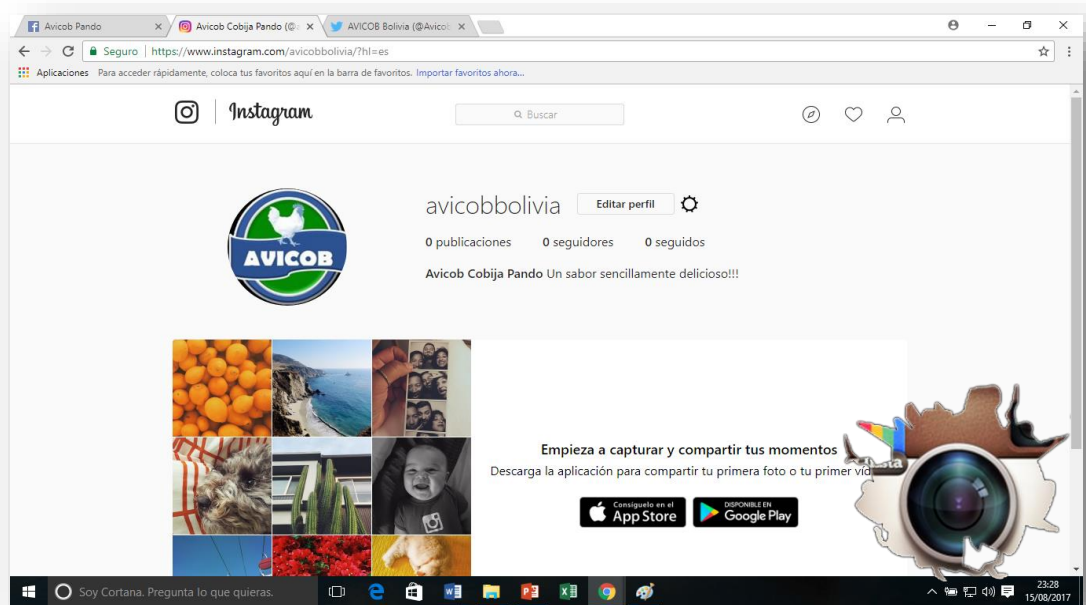 Avicob Pando
Avicob Cobija Pando (@a
AVICOB Bolivia (@Avicob
Seguro https://www.instagram.com/avicobbolivia/?hl=es
Aplicaciones Para acceder rápidamente, coloca tus favoritos aquí en la barra de favoritos. Importar favoritos ahora...
Instagram
Buscar
avicobbolivia Editar perfil
0 publicaciones 0 seguidores 0 seguidos
AVICOB
Avicob Cobija Pando Un sabor sencillamente delicioso!!!
Empieza a capturar y compartir tus momentos
Descarga la aplicación para compartir tu primera foto o tu primer
Consíguelo en el App Store
DISPONIBLE EN Google Play
Soy Cortana. Pregunta lo que quieras.
23:28
15/08/2017